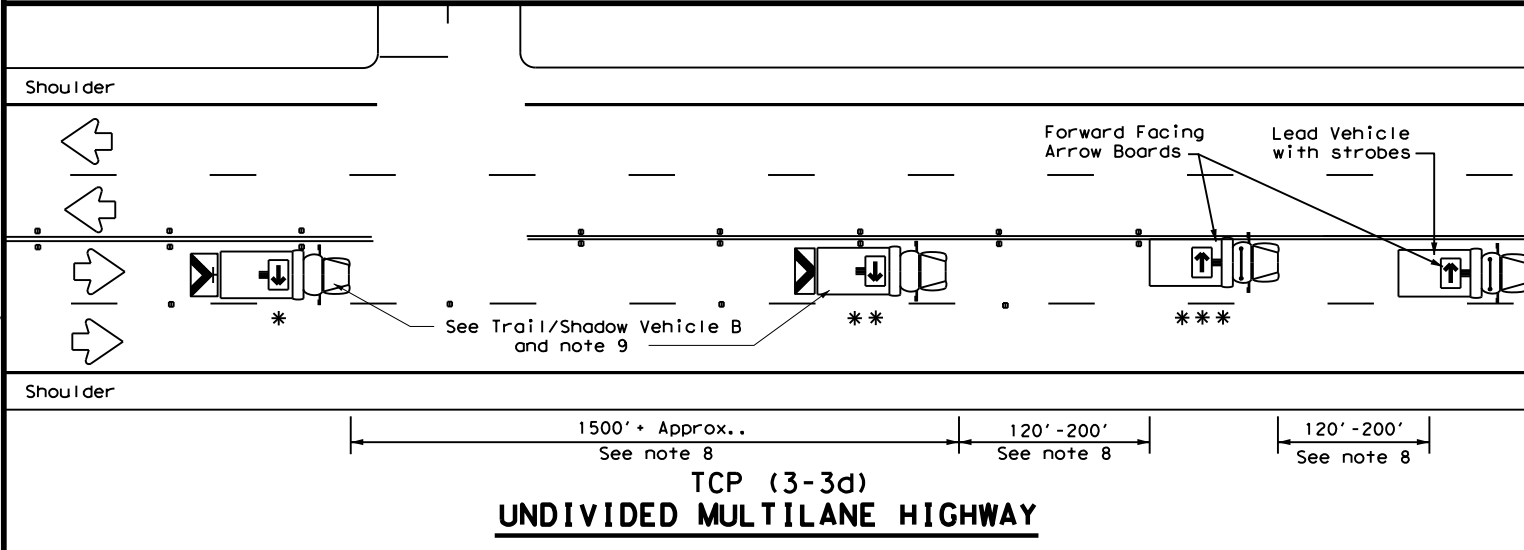 Shoulder
Forward Facing
Arrow Boards
Lead Vehicle
with strobes
*
**
***
See Trail/Shadow Vehicle B
and note 9
Shoulder
1500'+ Approx..
See note 8
120'-200'
See note 8
120'-200'
See note 8
TCP (3-3d)
UNDIVIDED MULTILANE HIGHWAY